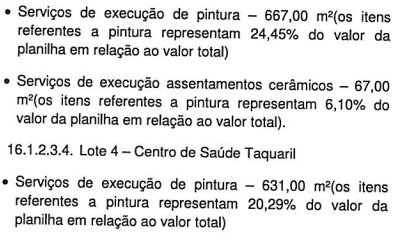 • Serviços de execução de pintura – 667,00 m²(os itens
referentes a pintura representam 24,45% do valor da
planilha em relação ao valor total)
• Serviços de execução assentamentos cerâmicos – 67,00
m²(os itens referentes a pintura representam 6,10% do
valor da planilha em relação ao valor total).
16.1.2.3.4. Lote 4 – Centro de Saúde Taquaril
• Serviços de execução de pintura – 631,00 m²(os itens
referentes a pintura representam 20,29% do valor da
planilha em relação ao valor total)